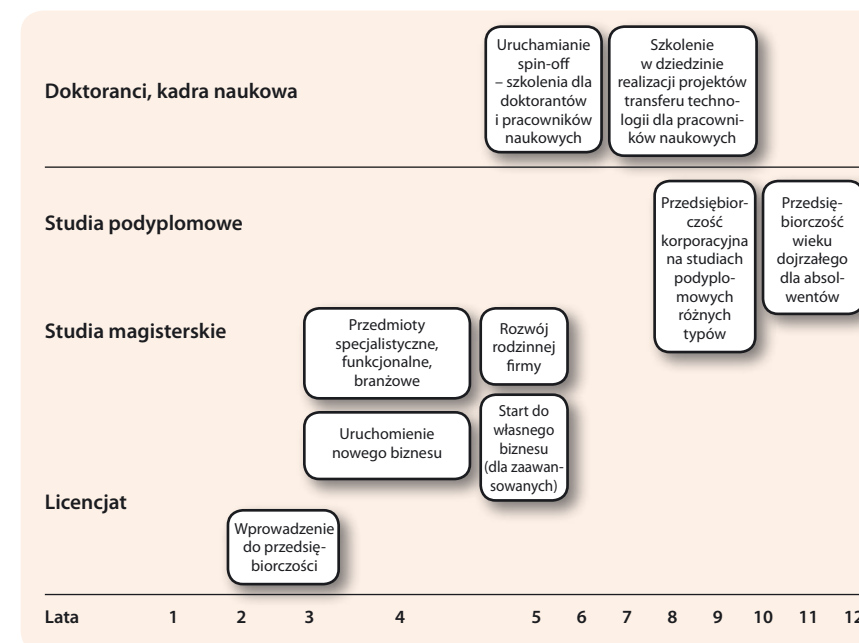 Doktoranci, kadra naukowa
Uruchamianie
spin-off
– szkolenia dla
doktorantów
i pracowników
naukowych
Szkolenie
w dziedzinie
realizacji projektów
transferu techno-
logii dla pracowni-
ków naukowych
Studia podyplomowe
Przedsiębior-
czość
korporacyjna
na studiach
podyplo-
mowych
różnych
typów
Przedsię-
biorczość
wieku
dojrzałego
dla absol-
wentów
Studia magisterskie
Przedmioty
specjalistyczne,
funkcjonalne,
branżowe
Rozwój
rodzinnej
firmy
Uruchomienie
nowego biznesu
Start do
własnego
biznesu
(dla zaawan-
sowanych)
Licencjat
Wprowadzenie
do przedsię-
biorczości
Lata 1 2 3 4 5 6 7 8 9 10 11 12